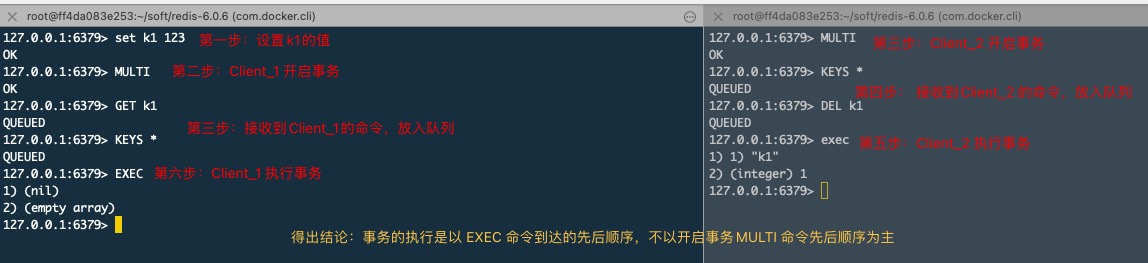 root@ff4da083e253:~/soft/redis-6.0.6 (com.docker.cli)
127.0.0.1:6379> set k1 123 第一步：设置k1的值
OK
127.0.0.1:6379> MULTI 第二步：Client_1 开启事务
OK
127.0.0.1:6379> GET k1
QUEUED
第三步：接收到Client_1的命令，放入队列
127.0.0.1:6379> KEYS *
QUEUED
127.0.0.1:6379> EXEC 第六步：Client_1 执行事务
1) (nil)
2) (empty array)
127.0.0.1:6379>
root@ff4da083e253:~/soft/redis-6.0.6 (com.docker.cli)
127.0.0.1:6379> MULTI 第三步：Client_2 开启事务
OK
127.0.0.1:6379> KEYS *
QUEUED 第四步： 接收到Client_2 的命令，放入队列
127.0.0.1:6379> DEL k1
QUEUED
127.0.0.1:6379> exec 第五步：Client_2 执行事务
1) 1) "k1"
2) (integer) 1
127.0.0.1:6379>
得出结论：事务的执行是以 EXEC 命令到达的先后顺序，不以开启事务MULTI 命令先后顺序为主